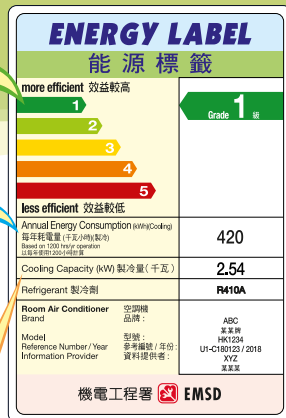 ENERGY LABEL
能源標籤
more efficient 效益較高
1
2
3
4
5
less efficient 效益較低
Grade 1 級
Annual Energy Consumption (kWh)(Cooling)
每年耗電量 (千瓦小時)(製冷)
Based on 1200 hrs/yr operation
以每年使用1200小時計算
420
Cooling Capacity (kW) 製冷量(千瓦)
2.54
Refrigerant 製冷劑
R410A
Room Air Conditioner 空調機
Brand 品牌:
ABC
某某牌
Model 型號:
HK1234
Reference Number / Year 參考編號 / 年份:
U1-C180123 / 2018
Information Provider 資料提供者:
XYZ
某某某
機電工程署 EMSD